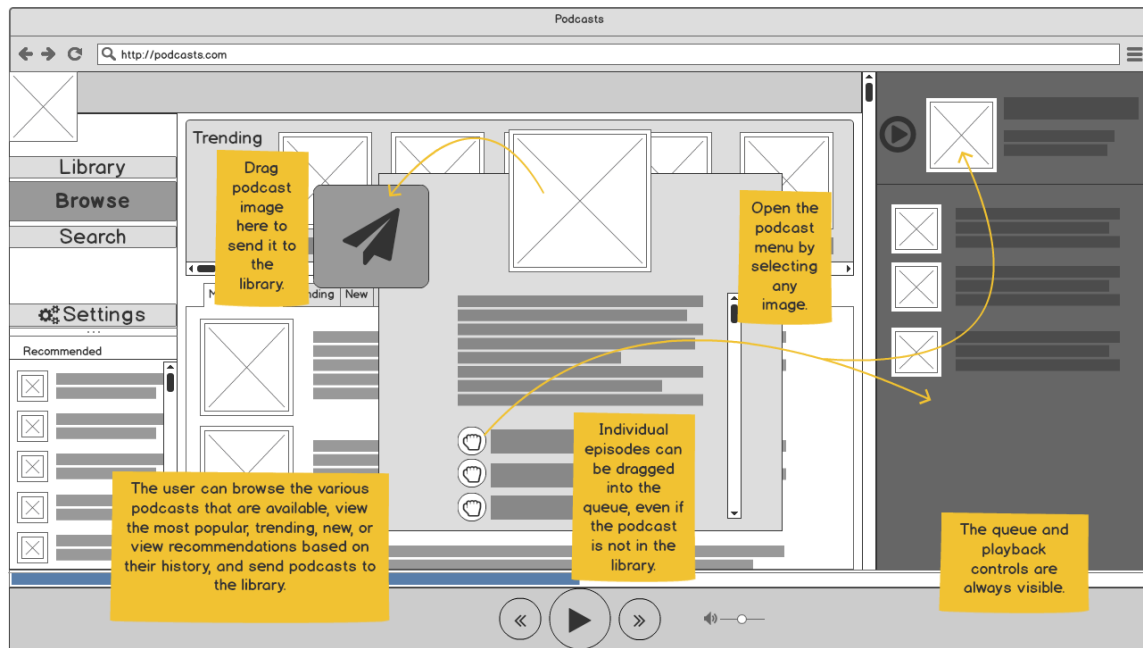 Podcasts
http://podcasts.com
Library
Browse
Search
Settings
Recommended
Trending
Drag
podcast
image
here to
send it to
the
library.
Open the
podcast
menu by
selecting
any
image.
New
Individual
episodes can
be dragged
into the
queue, even if
the podcast
is not in the
library.
The user can browse the various
podcasts that are available, view
the most popular, trending, new, or
view recommendations based on
their history, and send podcasts to
the library.
The queue and
playback
controls are
always visible.